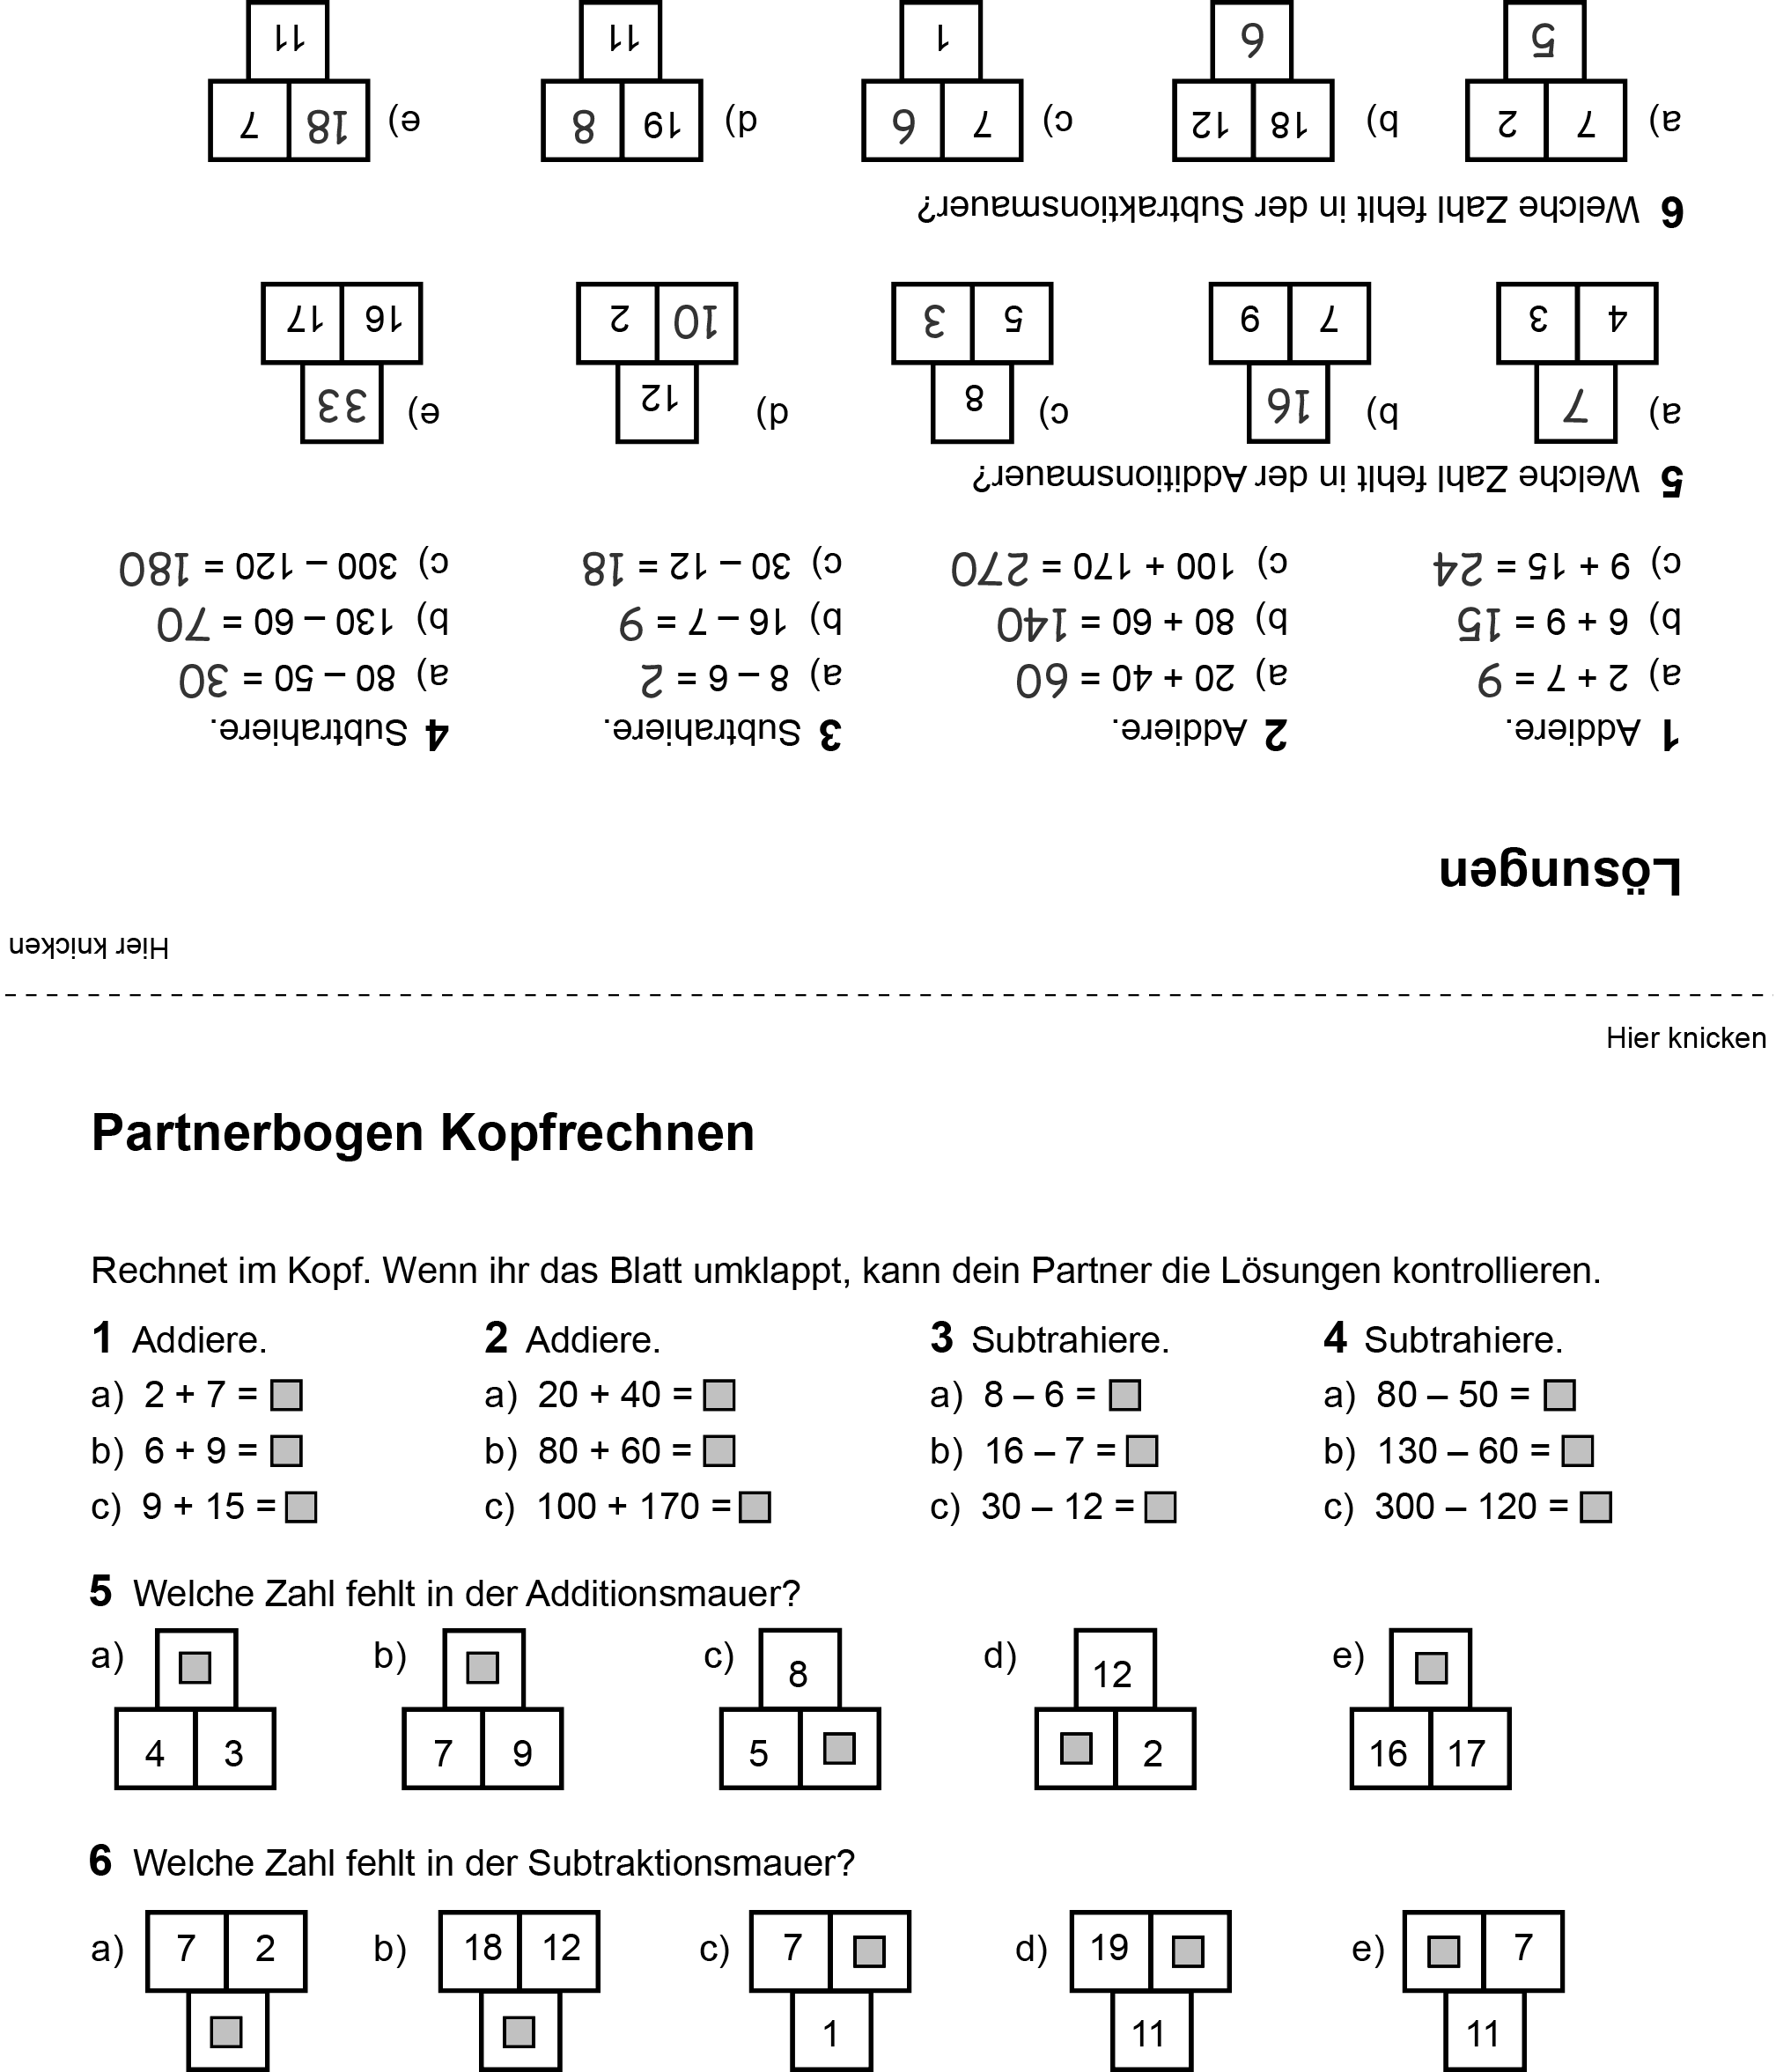 Lösungen
1 Addiere. 2 Addiere. 3 Subtrahiere. 4 Subtrahiere.
a) 2 + 7 = 9 a) 20 + 40 = 60 a) 8 – 6 = 2 a) 80 – 50 = 30
b) 6 + 9 = 15 b) 80 + 60 = 140 b) 16 – 7 = 9 b) 130 – 60 = 70
c) 9 + 15 = 24 c) 100 + 170 = 270 c) 30 – 12 = 18 c) 300 – 120 = 180
5 Welche Zahl fehlt in der Additionsmauer?
a) 7 b) 16 c) 8 d) 12 e) 33
4 3 7 9 5 3 10 2 16 17
6 Welche Zahl fehlt in der Subtraktionsmauer?
a) 7 2 b) 18 12 c) 7 6 d) 19 8 e) 18 7
5 6 1 11 11
Hier knicken
Hier knicken
Partnerbogen Kopfrechnen
Rechnet im Kopf. Wenn ihr das Blatt umklappt, kann dein Partner die Lösungen kontrollieren.
1 Addiere. 2 Addiere. 3 Subtrahiere. 4 Subtrahiere.
a) 2 + 7 = a) 20 + 40 = a) 8 – 6 = a) 80 – 50 =
b) 6 + 9 = b) 80 + 60 = b) 16 – 7 = b) 130 – 60 =
c) 9 + 15 = c) 100 + 170 = c) 30 – 12 = c) 300 – 120 =
5 Welche Zahl fehlt in der Additionsmauer?
a) b) c) 8 d) 12 e)
4 3 7 9 5 2 16 17
6 Welche Zahl fehlt in der Subtraktionsmauer?
a) 7 2 b) 18 12 c) 7 d) 19 e) 7
1 11 11